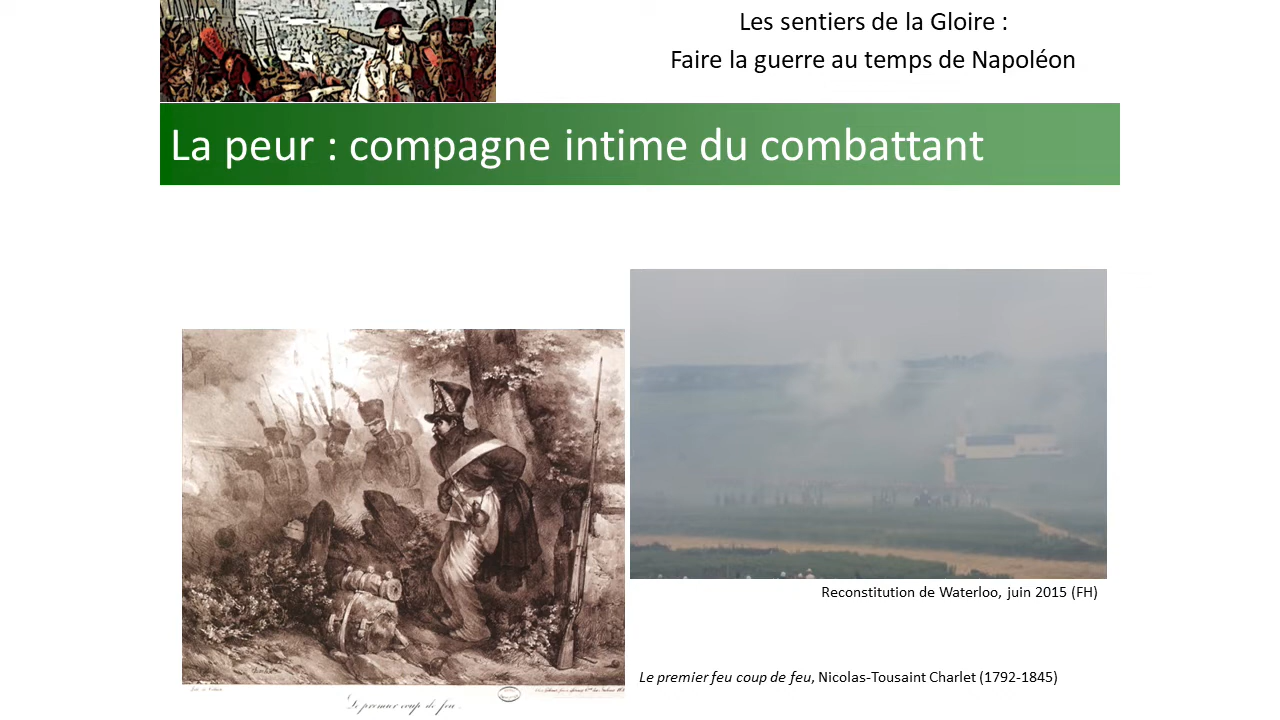 Les sentiers de la Gloire :
Faire la guerre au temps de Napoléon
La peur : compagne intime du combattant
Reconstitution de Waterloo, juin 2015 (FH)
Le premier feu coup de feu, Nicolas-Tousaint Charlet (1792-1845)
Le premier coup de feu.